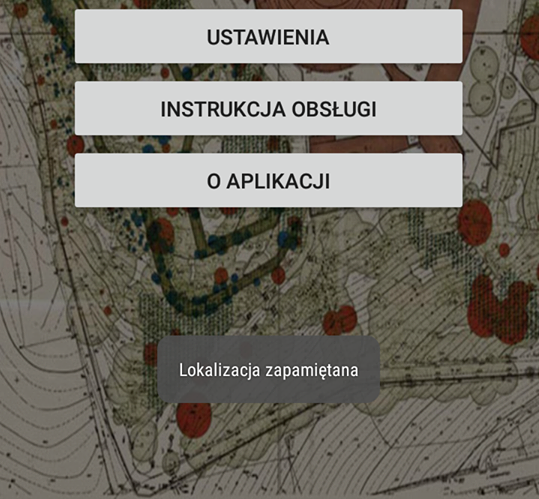 USTAWIENIA
INSTRUKCJA OBSŁUGI
O APLIKACJI
Lokalizacja zapamiętana